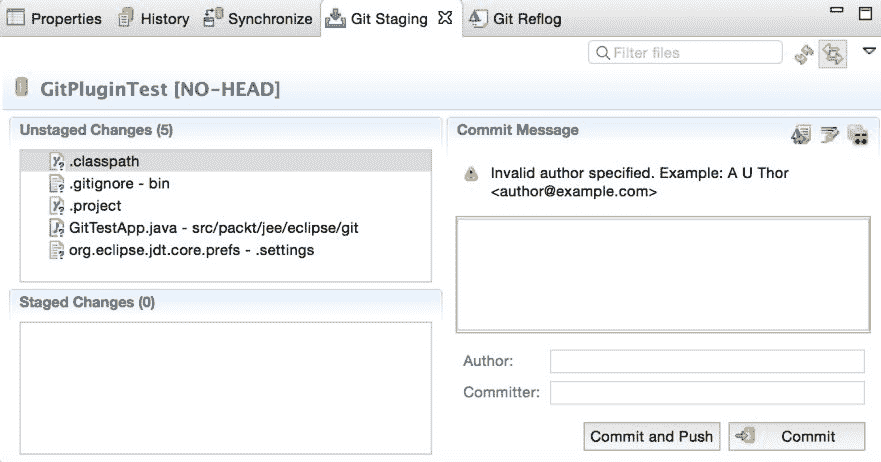 Properties History Synchronize Git Staging Git Reflog
Filter files
GitPluginTest [NO-HEAD]
Unstaged Changes (5)
.classpath
.gitignore - bin
.project
GitTestApp.java - src/packt/jee/eclipse/git
org.eclipse.jdt.core.prefs - .settings
Staged Changes (0)
Commit Message
Invalid author specified. Example: A U Thor
<author@example.com>
Author:
Committer:
Commit and Push Commit